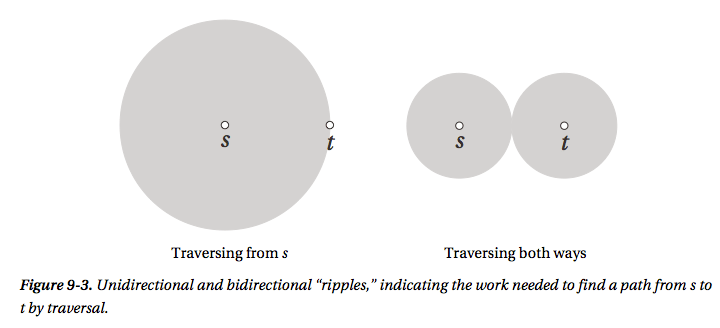 s t s t
Traversing from s Traversing both ways
Figure 9-3. Unidirectional and bidirectional “ripples,” indicating the work needed to find a path from s to
t by traversal.